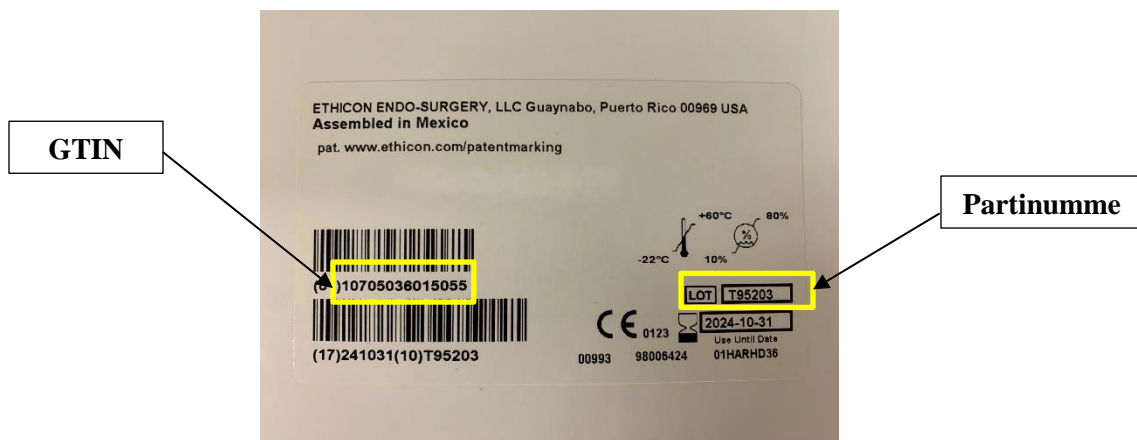 ETHICON ENDO-SURGERY, LLC Guaynabo, Puerto Rico 00969 USA
Assembled in Mexico
pat. www.ethicon.com/patentmarking
GTIN
Partinumme
+60°C
80%
%
-22°C
10%
)10705036015055
LOT T95203
2024-10-31
CE 0123
Use Until Date
(17)241031(10)T95203
00993 98006424 01HARHD36